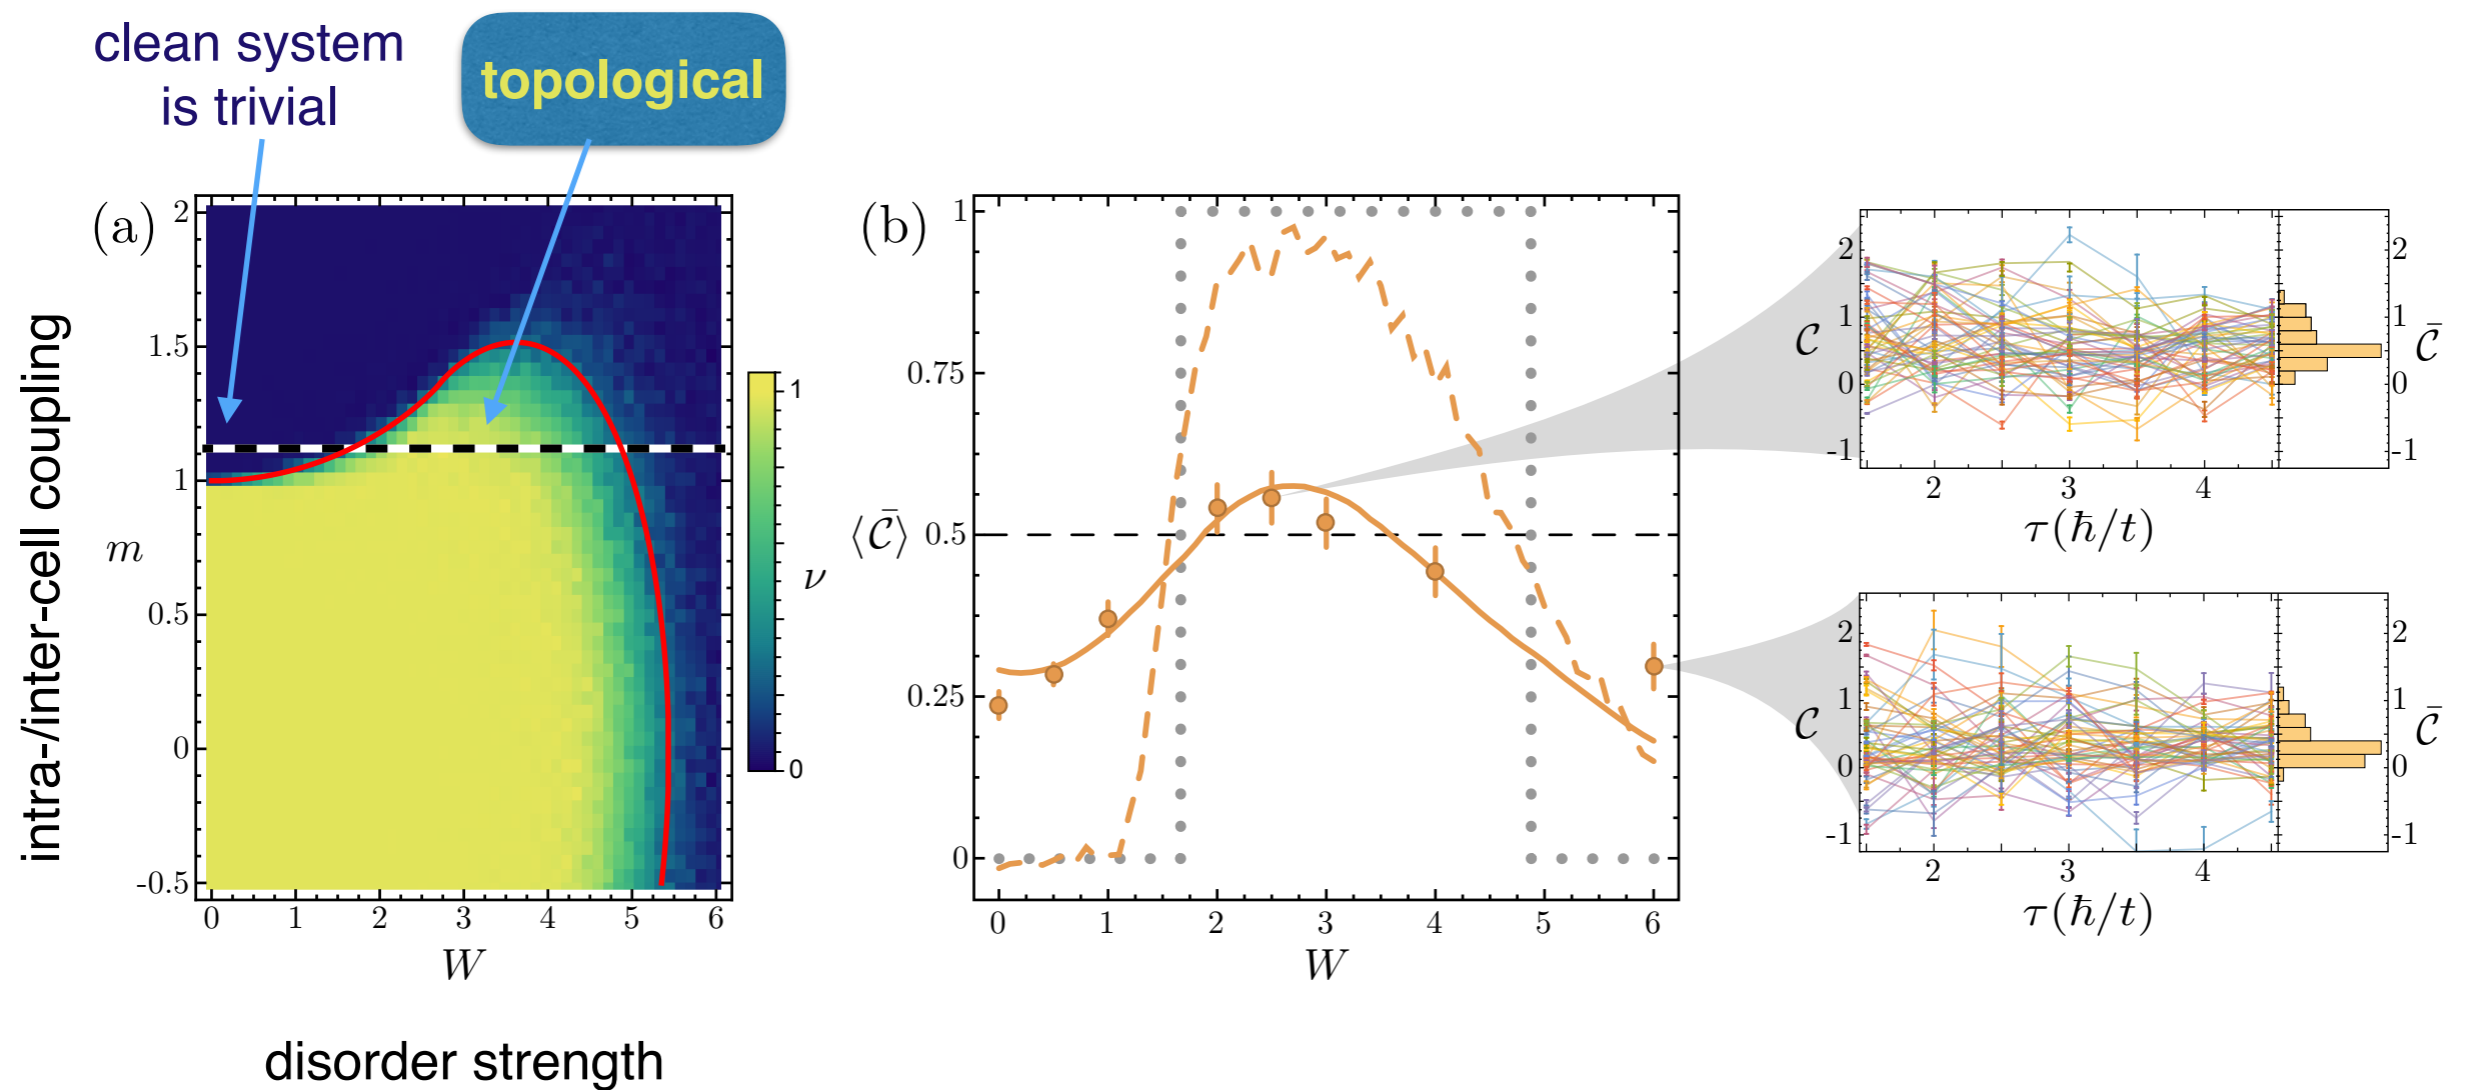 clean system
is trivial
topological
(a)
2
1.5
1
0.5
0
-0.5
m
intra-/inter-cell coupling
0 1 2 3 4 5 6
W
disorder strength
1
0
ν
(b)
1
0.75
0.5
0.25
0
⟨𝒞̄⟩
0 1 2 3 4 5 6
W
2
1
0
-1
𝒞
2 3 4
τ(ħ/t)
2
1
0
-1
𝒞̄
2
1
0
-1
𝒞
2 3 4
τ(ħ/t)
2
1
0
-1
𝒞̄